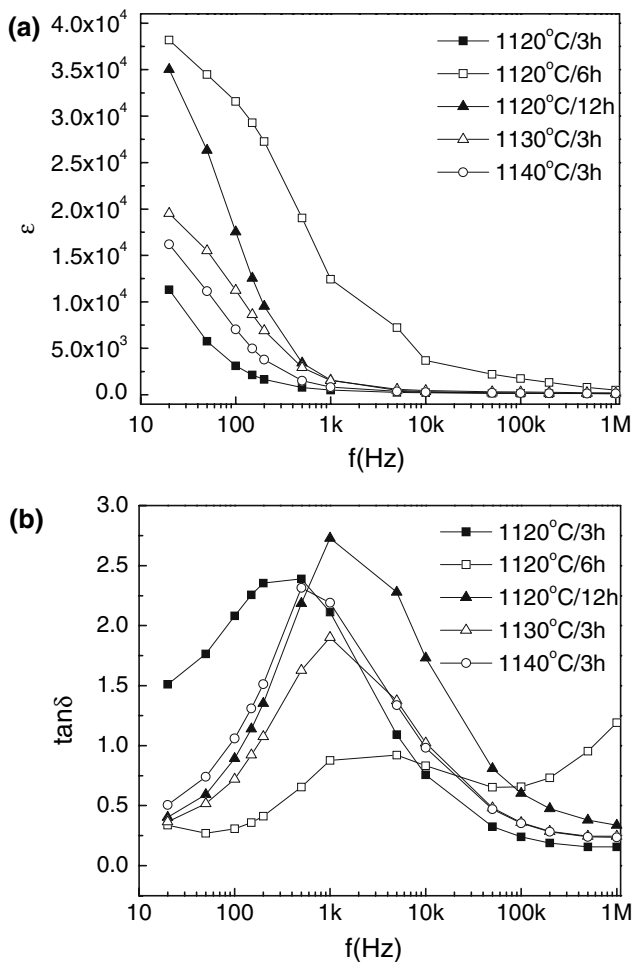 (a)
4.0x10⁴
3.5x10⁴
3.0x10⁴
2.5x10⁴
2.0x10⁴
1.5x10⁴
1.0x10⁴
5.0x10³
0.0
ε
1120°C/3h
1120°C/6h
1120°C/12h
1130°C/3h
1140°C/3h
10 100 1k 10k 100k 1M
f(Hz)
(b)
3.0
2.5
2.0
1.5
1.0
0.5
0.0
tanδ
1120°C/3h
1120°C/6h
1120°C/12h
1130°C/3h
1140°C/3h
10 100 1k 10k 100k 1M
f(Hz)